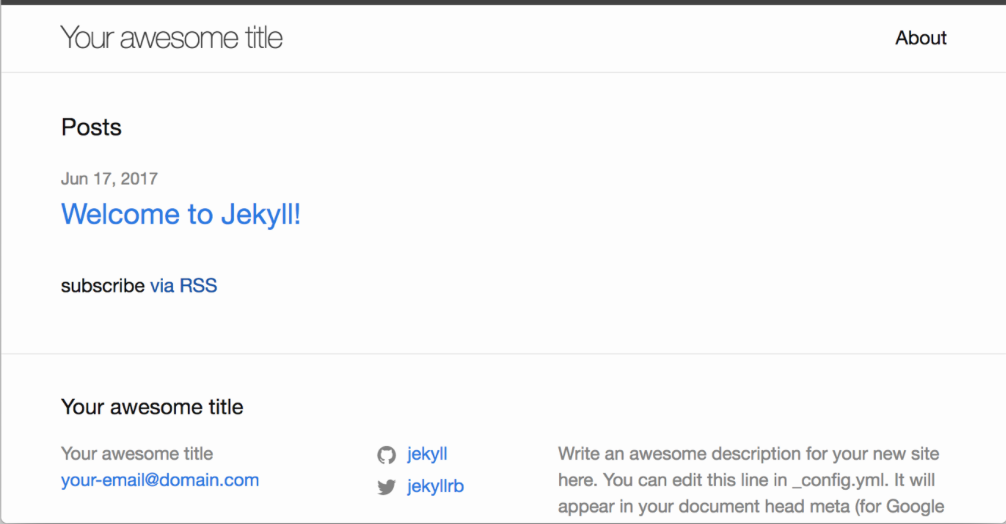 Your awesome title
About
Posts
Jun 17, 2017
Welcome to Jekyll!
subscribe via RSS
Your awesome title
Your awesome title
your-email@domain.com
jekyll
jekyllrb
Write an awesome description for your new site
here. You can edit this line in _config.yml. It will
appear in your document head meta (for Google